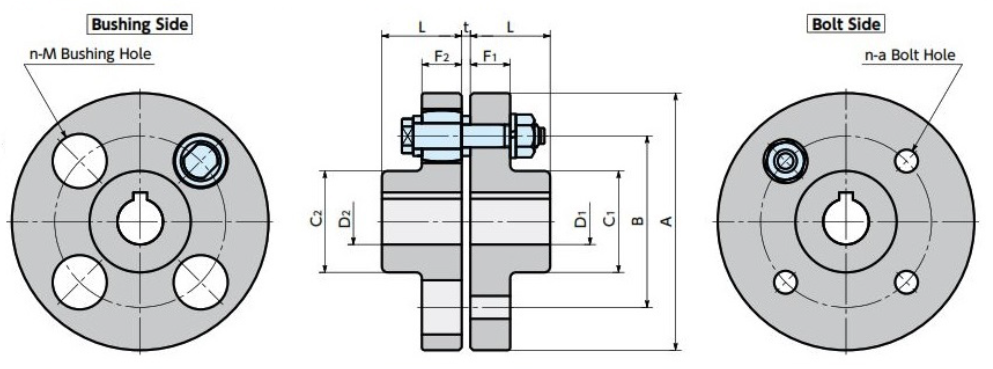 Bushing Side
n-M Bushing Hole
L t L
F2 F1
C2
D2
D1
C1
B
A
Bolt Side
n-a Bolt Hole